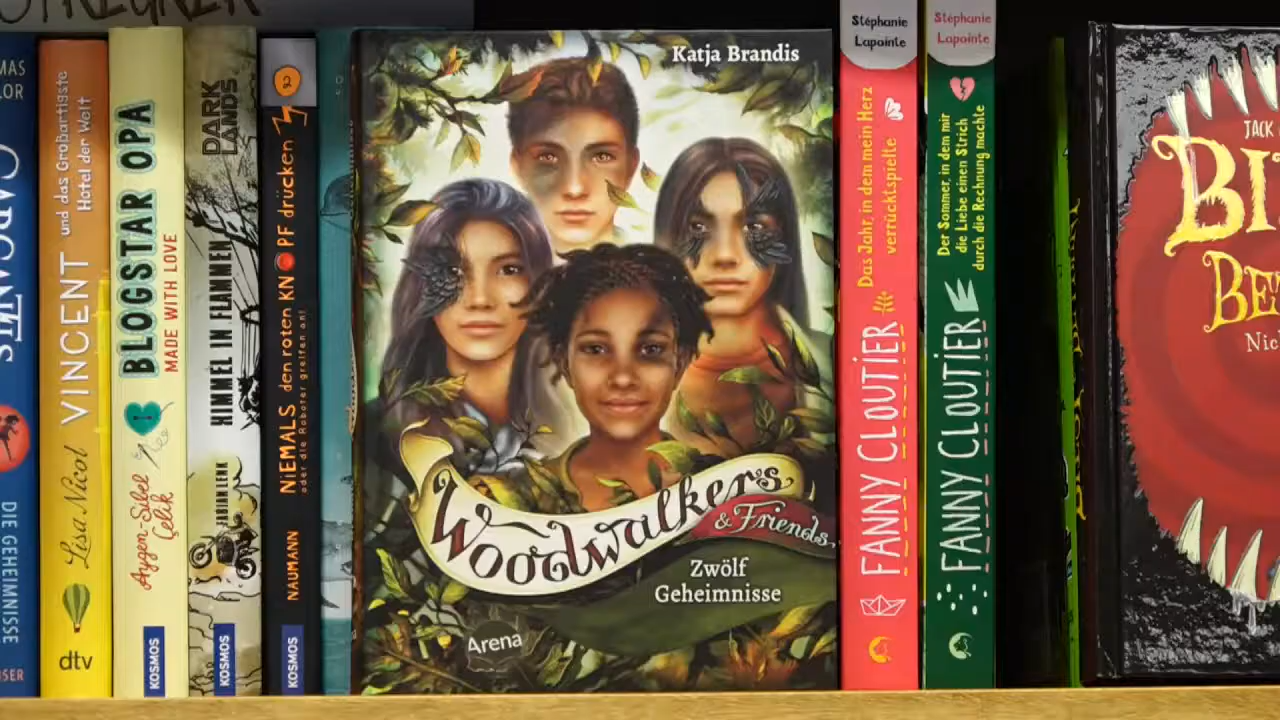 MAS
LOR
DIE GEHEIMNISSE
VINCENT
und das Großartigste
Hotel der Welt
Lisa Nicol
dtv
BLOGSTAR OPA
MADE WITH LOVE
Aygen-Sibel
Çelik
KOSMOS
DARK
LANDS
HIMMEL IN FLAMMEN
FABIAN LENK
KOSMOS
2
NiEMALS den roten KNOPF drücken
oder die Roboter greifen an!
NAUMANN
KOSMOS
Katja Brandis
Woodwalkers
& Friends
Zwölf
Geheimnisse
Arena
Stéphanie
Lapointe
Das Jahr, in dem mein Herz
verrücktspielte
FANNY CLOUTIER
Stéphanie
Lapointe
Der Sommer, in dem mir
die Liebe einen Strich
durch die Rechnung machte
FANNY CLOUTIER
JACK
BI
BE
Nic